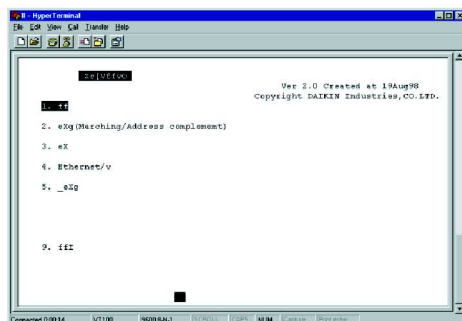 ll - HyperTerminal
File Edit View Call Transfer Help
Ver 2.0 Created at 19Aug98
Copyright DAIKIN Industries,CO.LTD.
1. ff
2. eXg(Marching/Address complement)
3. eX
4. Ethernet/v
5. _eXg
9. ffI
Connected 0:00:14 VT100 9600 8-N-1 SCROLL CAPS NUM Capture Print echo